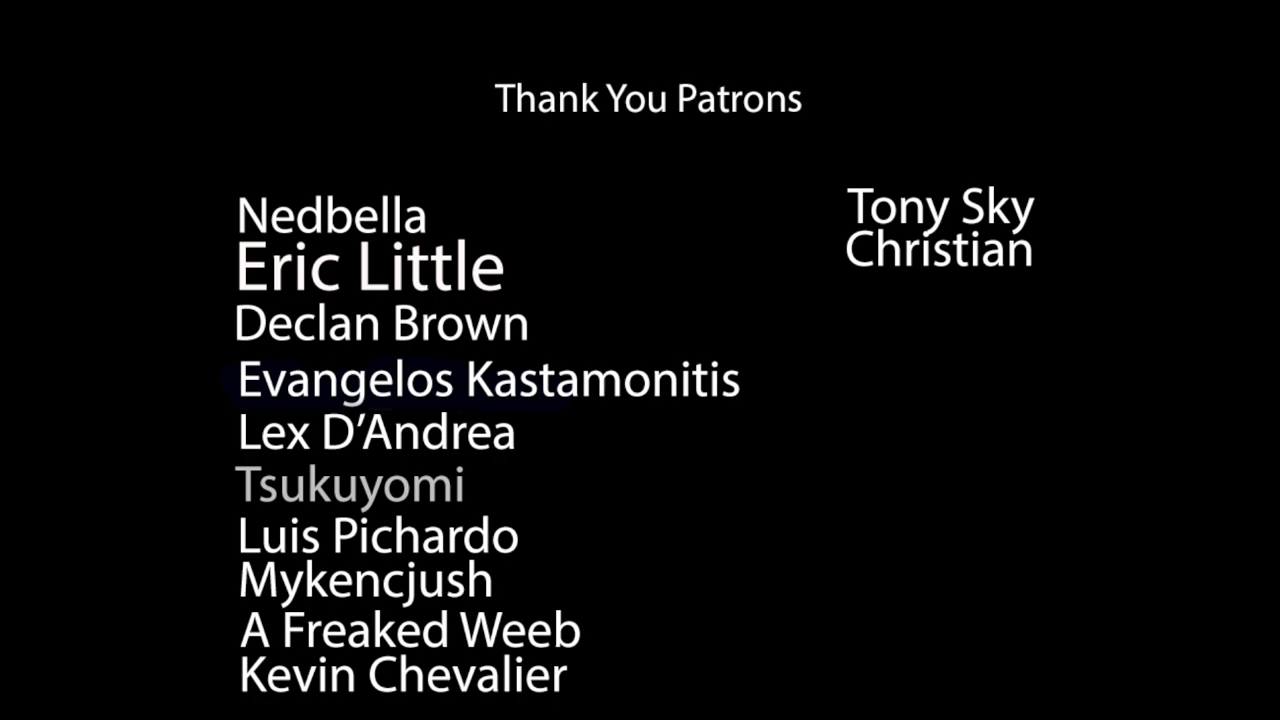 Thank You Patrons
Nedbella
Eric Little
Declan Brown
Evangelos Kastamonitis
Lex D’Andrea
Tsukuyomi
Luis Pichardo
Mykencjush
A Freaked Weeb
Kevin Chevalier
Tony Sky
Christian